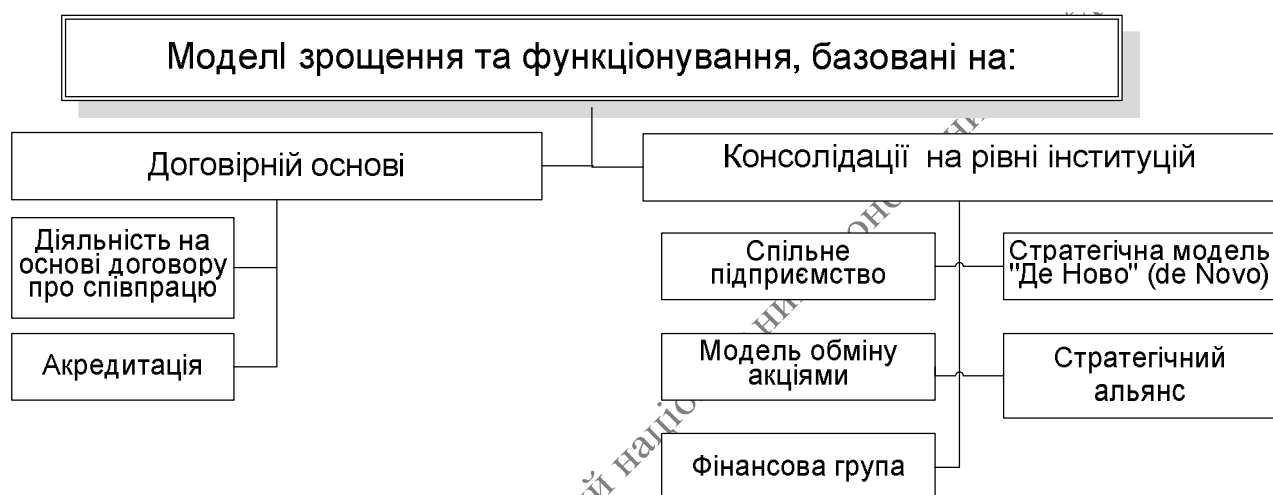 Моделі зрощення та функціонування, базовані на:
Договірній основі
Консолідації на рівні інституцій
Діяльність на
основі договору
про співпрацю
Акредитація
Спільне
підприємство
Стратегічна модель
"Де Ново" (de Novo)
Модель обміну
акціями
Стратегічний
альянс
Фінансова група